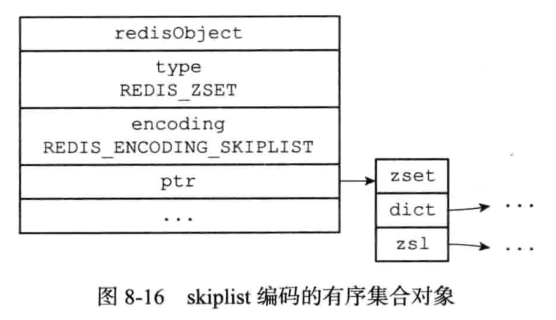 redisObject
type
REDIS_ZSET
encoding
REDIS_ENCODING_SKIPLIST
ptr
...
zset
dict
zsl
...
...
图 8-16 skiplist 编码的有序集合对象